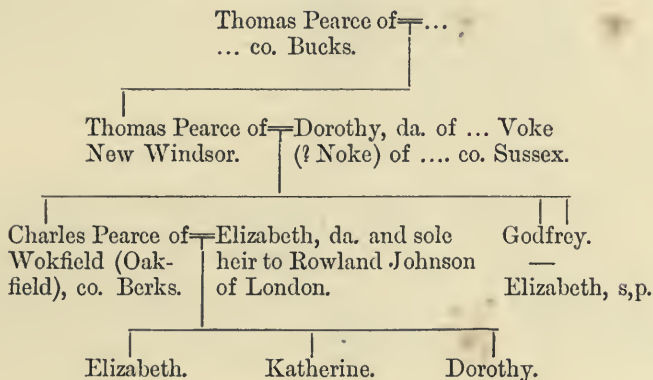 Thomas Pearce of ...
... co. Bucks.
Thomas Pearce of Dorothy, da. of ... Voke
New Windsor. (? Noke) of .... co. Sussex.
Charles Pearce of Elizabeth, da. and sole Godfrey.
Wokfield (Oak- heir to Rowland Johnson —
field), co. Berks. of London. Elizabeth, s,p.
Elizabeth. Katherine. Dorothy.